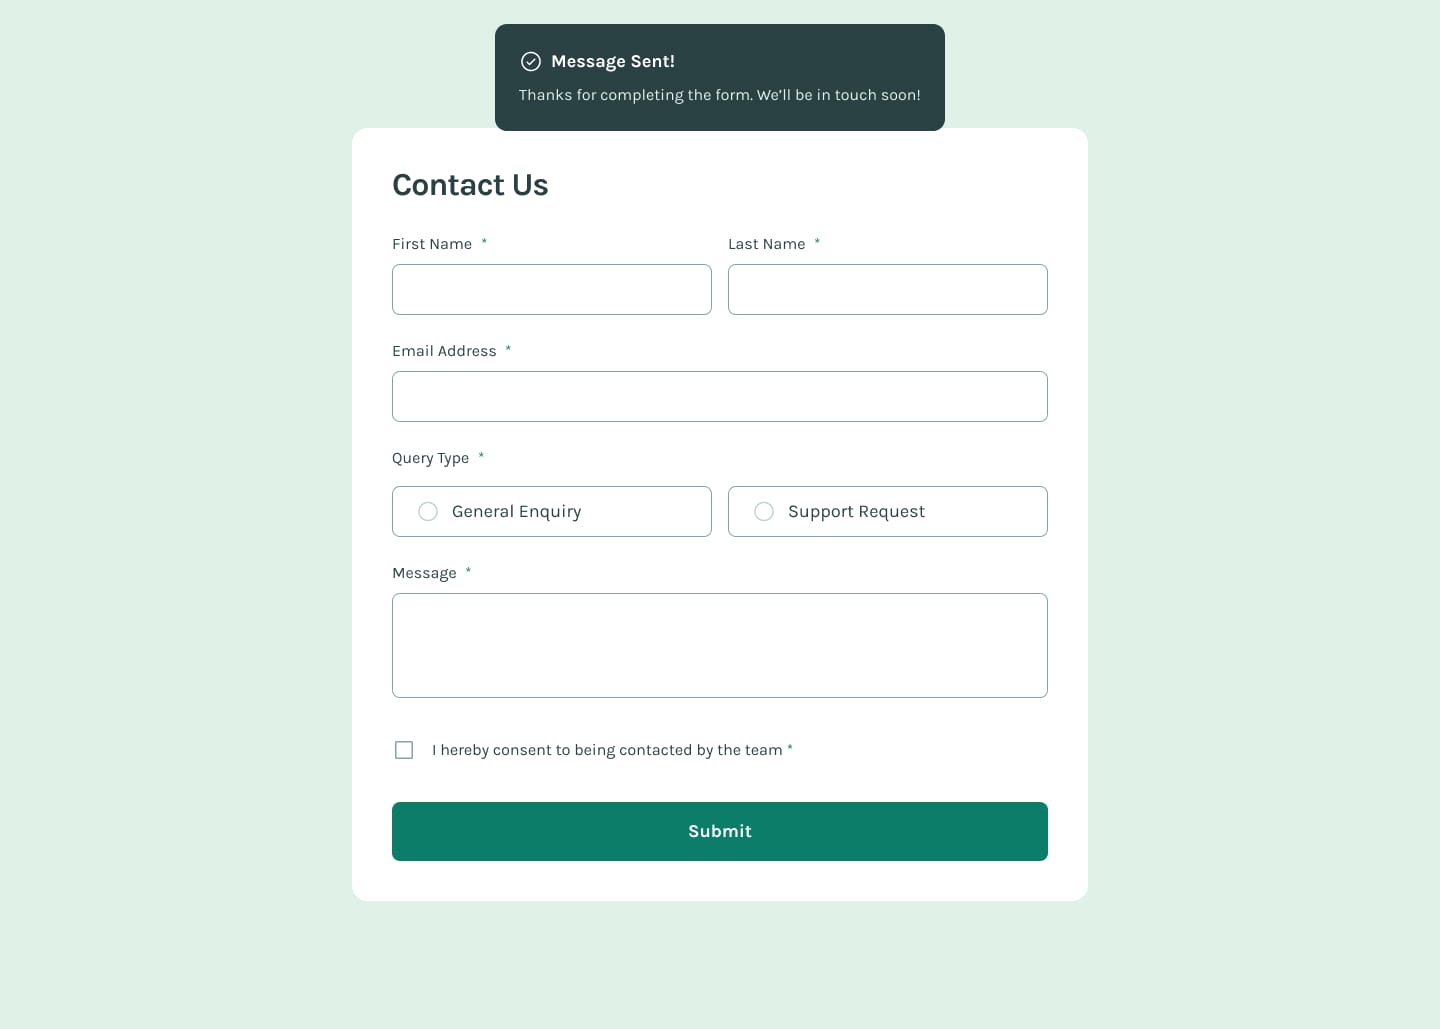 Message Sent!
Thanks for completing the form. We’ll be in touch soon!
Contact Us
First Name *
Last Name *
Email Address *
Query Type *
General Enquiry
Support Request
Message *
I hereby consent to being contacted by the team *
Submit